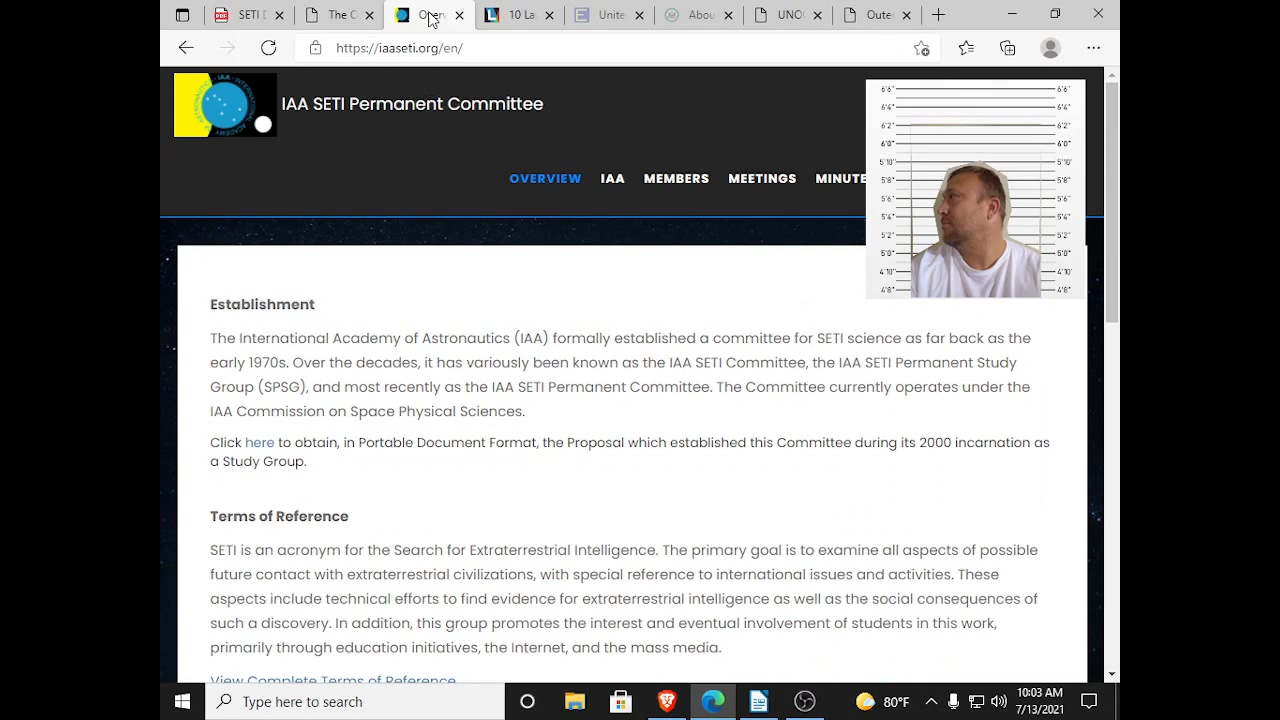 SETI D
The C
Overv
10 La
Unite
Abou
UNO
Outer
https://iaaseti.org/en/
IAA SETI Permanent Committee
OVERVIEW IAA MEMBERS MEETINGS MINUTE
6'6" 6'6"
6'4" 6'4"
6'2" 6'2"
6'0" 6'0"
5'10" 5'10"
5'8" 5'8"
5'6" 5'6"
5'4" 5'4"
5'2" 5'2"
5'0" 5'0"
4'10" 4'10"
4'8" 4'8"
Establishment
The International Academy of Astronautics (IAA) formally established a committee for SETI science as far back as the
early 1970s. Over the decades, it has variously been known as the IAA SETI Committee, the IAA SETI Permanent Study
Group (SPSG), and most recently as the IAA SETI Permanent Committee. The Committee currently operates under the
IAA Commission on Space Physical Sciences.
Click here to obtain, in Portable Document Format, the Proposal which established this Committee during its 2000 incarnation as
a Study Group.
Terms of Reference
SETI is an acronym for the Search for Extraterrestrial Intelligence. The primary goal is to examine all aspects of possible
future contact with extraterrestrial civilizations, with special reference to international issues and activities. These
aspects include technical efforts to find evidence for extraterrestrial intelligence as well as the social consequences of
such a discovery. In addition, this group promotes the interest and eventual involvement of students in this work,
primarily through education initiatives, the Internet, and the mass media.
View Complete Terms of Reference
Type here to search
80°F
10:03 AM
7/13/2021